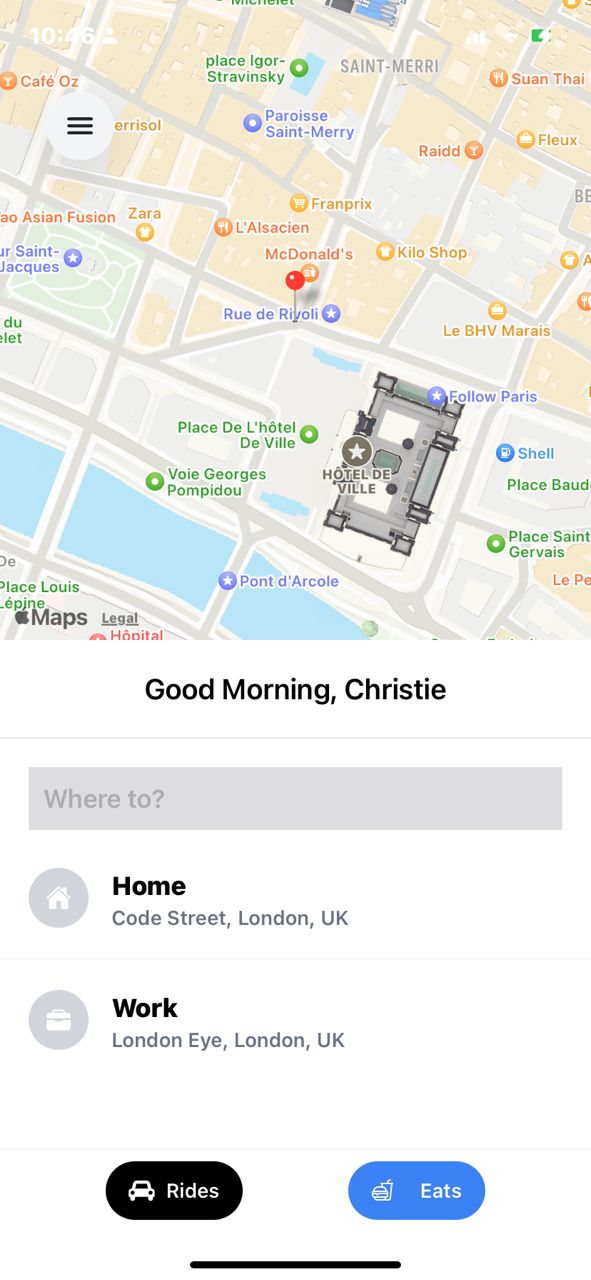 Michelet
10:46
place Igor-
Stravinsky
SAINT-MERRI
Café Oz
Suan Thai
Paroisse
Saint-Merry
errisol
Fleux
Raidd
BE
Franprix
Zara
ao Asian Fusion
L'Alsacien
McDonald's
Kilo Shop
ur Saint-
Jacques
Rue de Rivoli
du
elet
Le BHV Marais
Follow Paris
Place De L'hôtel
De Ville
Shell
HÔTEL DE
VILLE
Voie Georges
Pompidou
Place Baud
Place Saint
Gervais
De
Pont d'Arcole
Le Pe
Place Louis
Lépine
Maps
Legal
Hôpital
Good Morning, Christie
Where to?
Home
Code Street, London, UK
Work
London Eye, London, UK
Rides
Eats